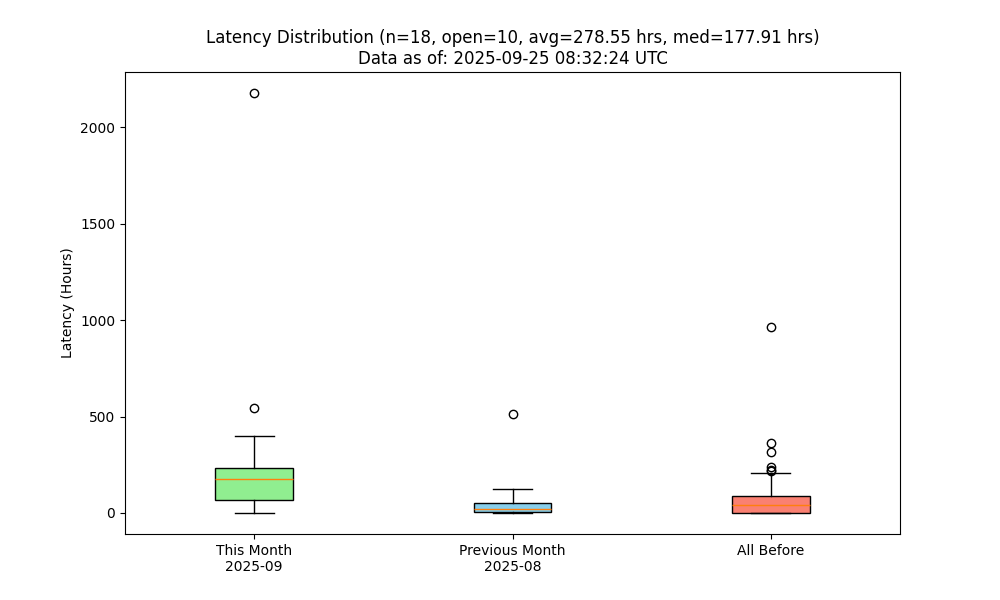 Latency Distribution (n=18, open=10, avg=278.55 hrs, med=177.91 hrs)
Data as of: 2025-09-25 08:32:24 UTC
Latency (Hours)
2000
1500
1000
500
0
This Month
2025-09
Previous Month
2025-08
All Before